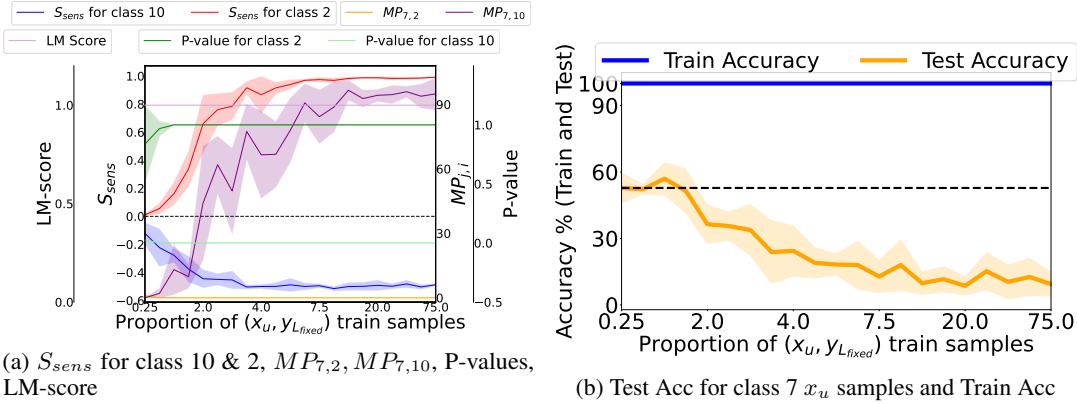 S_sens for class 10 S_sens for class 2 MP_7,2 MP_7,10
LM Score P-value for class 2 P-value for class 10
LM-score
1.0
0.5
0.0
S_sens
1.0
0.8
0.6
0.4
0.2
0.0
−0.2
−0.4
−0.6
90
60
30
0
MP_j,i
1.0
0.5
0.0
−0.5
P-value
0.25 2.0 4.0 7.5 20.0 75.0
Proportion of (x_u, y_L_fixed) train samples
(a) S_sens for class 10 & 2, MP_7,2, MP_7,10, P-values,
LM-score
Train Accuracy Test Accuracy
Accuracy % (Train and Test)
100
90
60
30
0
0.25 2.0 4.0 7.5 20.0 75.0
Proportion of (x_u, y_L_fixed) train samples
(b) Test Acc for class 7 x_u samples and Train Acc